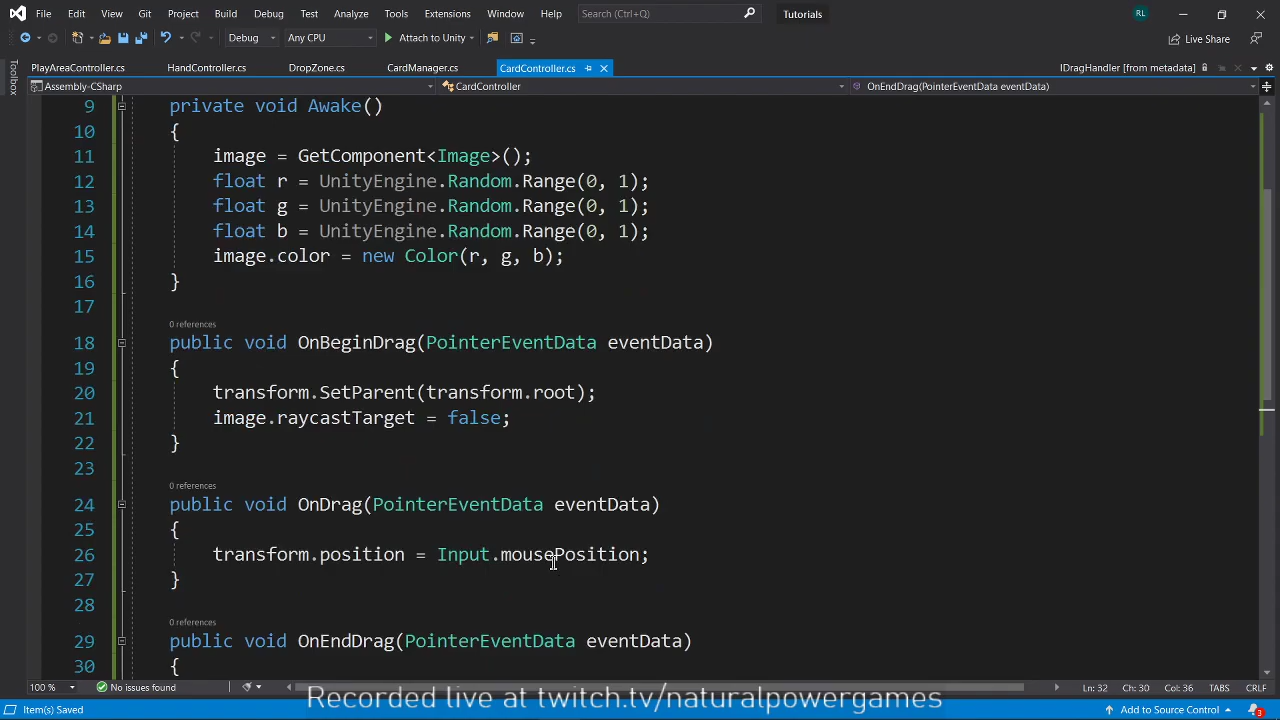 File Edit View Git Project Build Debug Test Analyze Tools Extensions Window Help Search (Ctrl+Q) Tutorials RL
Debug Any CPU Attach to Unity Live Share
PlayAreaController.cs HandController.cs DropZone.cs CardManager.cs CardController.cs IDragHandler [from metadata]
Toolbox
Assembly-CSharp CardController OnEndDrag(PointerEventData eventData)
9 private void Awake()
10 {
11 image = GetComponent<Image>();
12 float r = UnityEngine.Random.Range(0, 1);
13 float g = UnityEngine.Random.Range(0, 1);
14 float b = UnityEngine.Random.Range(0, 1);
15 image.color = new Color(r, g, b);
16 }
17
0 references
18 public void OnBeginDrag(PointerEventData eventData)
19 {
20 transform.SetParent(transform.root);
21 image.raycastTarget = false;
22 }
23
0 references
24 public void OnDrag(PointerEventData eventData)
25 {
26 transform.position = Input.mousePosition;
27 }
28
0 references
29 public void OnEndDrag(PointerEventData eventData)
30 {
100 % No issues found Ln: 32 Ch: 30 Col: 36 TABS CRLF
Recorded live at twitch.tv/naturalpowergames
Item(s) Saved Add to Source Control 3